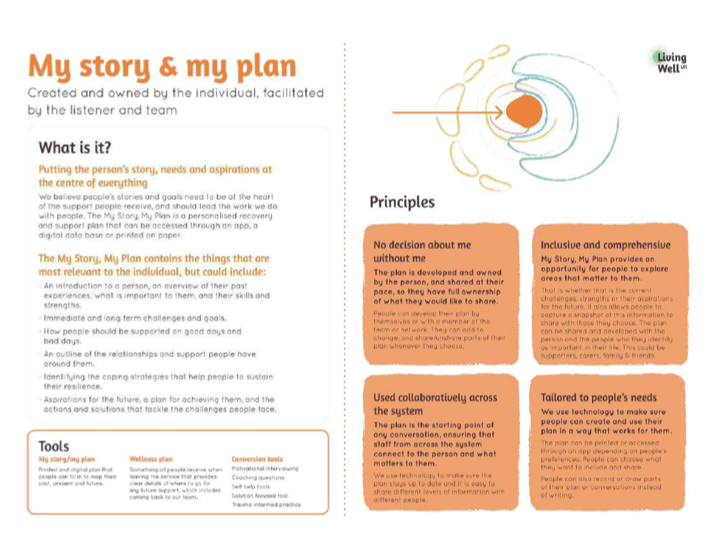 My story & my plan
Created and owned by the individual, facilitated
by the listener and team
What is it?
Putting the person's story, needs and aspirations at
the centre of everything
We believe people's stories and goals need to be at the heart
of the support people receive, and should lead the work we do
with people. The My Story, My Plan is a personalised recovery
and support plan that can be accessed through an app, a
digital data base or printed on paper.
The My Story, My Plan contains the things that are
most relevant to the individual, but could include:
· An introduction to a person, an overview of their past
experiences, what is important to them, and their skills and
strengths.
· Immediate and long term challenges and goals.
· How people should be supported on good days and
bad days.
· An outline of the relationships and support people have
around them.
· Identifying the coping strategies that help people to sustain
their resilience.
· Aspirations for the future, a plan for achieving them, and the
actions and solutions that tackle the challenges people face.
Tools
My story/my plan
Printed and digital plan that
people can fill in to map their
past, present and future.
Wellness plan
Something all people receive when
leaving the service that provides
clear details of where to go for
any future support, which includes
coming back to our team.
Conversion tools
Motivational interviewing
Coaching questions
Self help tools
Solution focused tool
Trauma informed practice
Living
Well UK
Principles
No decision about me
without me
The plan is developed and owned
by the person, and shared at their
pace, so they have full ownership
of what they would like to share.
People can develop their plan by
themselves or with a member of the
team or network. They can add to,
change, and share/unshare parts of their
plan whenever they choose.
Inclusive and comprehensive
My Story, My Plan provides an
opportunity for people to explore
areas that matter to them.
That is whether that is the current
challenges, strengths or their aspirations
for the future. It also allows people to
capture a snapshot of this information to
share with those they choose. The plan
can be shared and developed with the
person and the people who they identify
as important in their life. This could be
supporters, carers, family & friends.
Used collaboratively across
the system
The plan is the starting point of
any conversation, ensuring that
staff from across the system
connect to the person and what
matters to them.
We use technology to make sure the
plan stays up to date and it is easy to
share different levels of information with
different people.
Tailored to people's needs
We use technology to make sure
people can create and use their
plan in a way that works for them.
The plan can be printed or accessed
through an app depending on people's
preferences. People can choose what
they want to include and share.
People can also record or draw parts
of their plan or conversations instead
of writing.